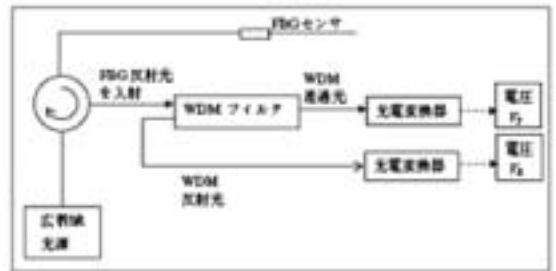 FBGセンサ
FBG反射光
を入射
WDM
透過光
WDM フィルタ
光電変換器
電圧
V_T
光電変換器
電圧
V_R
WDM
反射光
広帯域
光源